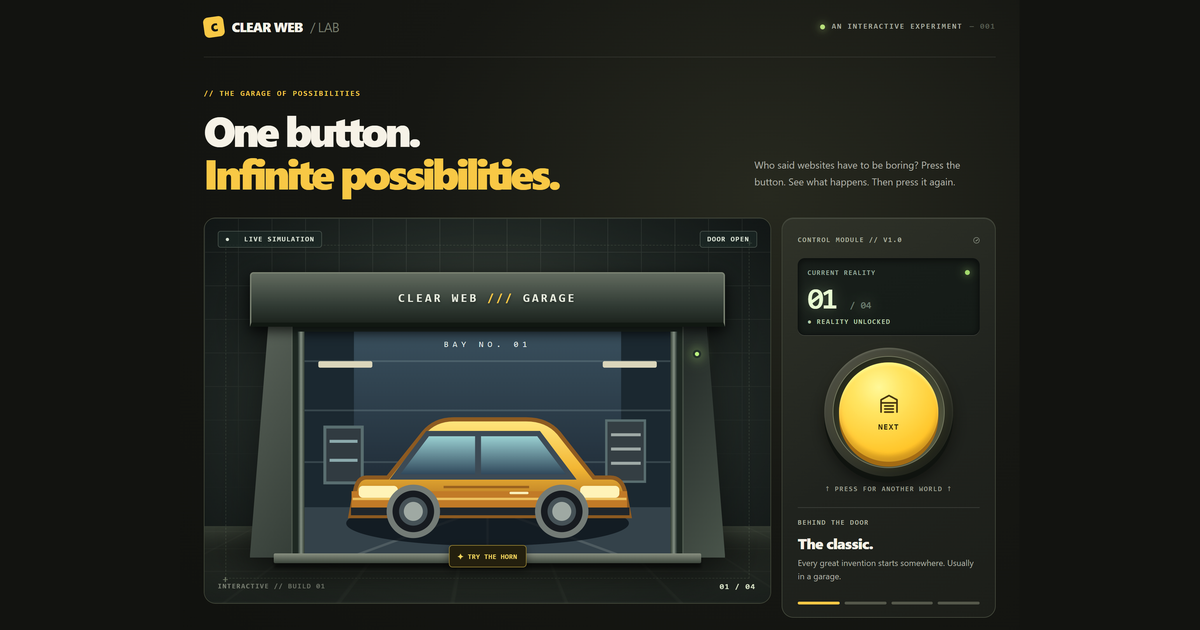 C CLEAR WEB / LAB
AN INTERACTIVE EXPERIMENT — 001
// THE GARAGE OF POSSIBILITIES
One button.
Infinite possibilities.
Who said websites have to be boring? Press the
button. See what happens. Then press it again.
LIVE SIMULATION
DOOR OPEN
CLEAR WEB /// GARAGE
BAY NO. 01
✦ TRY THE HORN
INTERACTIVE // BUILD 01
01 / 04
CONTROL MODULE // V1.0
CURRENT REALITY
01 / 04
REALITY UNLOCKED
NEXT
↑ PRESS FOR ANOTHER WORLD ↑
BEHIND THE DOOR
The classic.
Every great invention starts somewhere. Usually
in a garage.